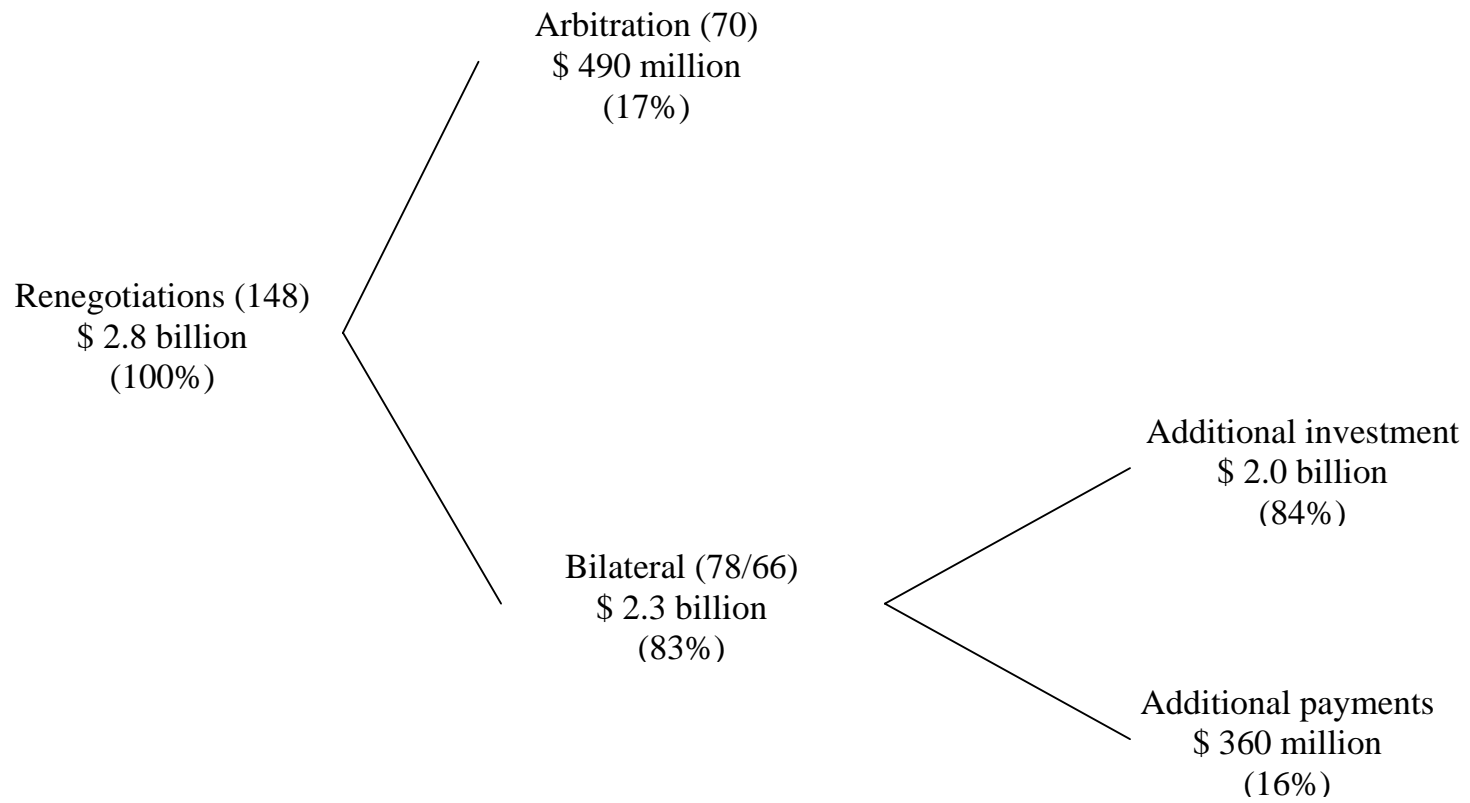 Arbitration (70)
$ 490 million
(17%)
Renegotiations (148)
$ 2.8 billion
(100%)
Bilateral (78/66)
$ 2.3 billion
(83%)
Additional investment
$ 2.0 billion
(84%)
Additional payments
$ 360 million
(16%)